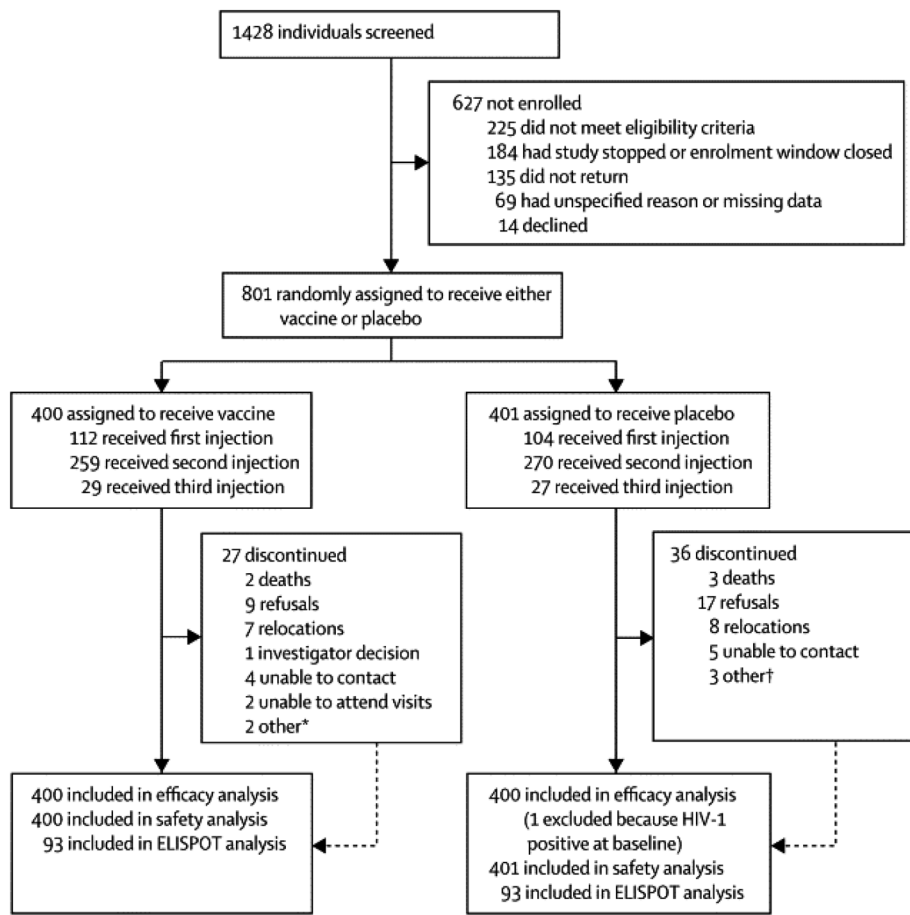 1428 individuals screened
627 not enrolled
225 did not meet eligibility criteria
184 had study stopped or enrolment window closed
135 did not return
69 had unspecified reason or missing data
14 declined
801 randomly assigned to receive either
vaccine or placebo
400 assigned to receive vaccine
112 received first injection
259 received second injection
29 received third injection
401 assigned to receive placebo
104 received first injection
270 received second injection
27 received third injection
27 discontinued
2 deaths
9 refusals
7 relocations
1 investigator decision
4 unable to contact
2 unable to attend visits
2 other*
36 discontinued
3 deaths
17 refusals
8 relocations
5 unable to contact
3 other†
400 included in efficacy analysis
400 included in safety analysis
93 included in ELISPOT analysis
400 included in efficacy analysis
(1 excluded because HIV-1
positive at baseline)
401 included in safety analysis
93 included in ELISPOT analysis